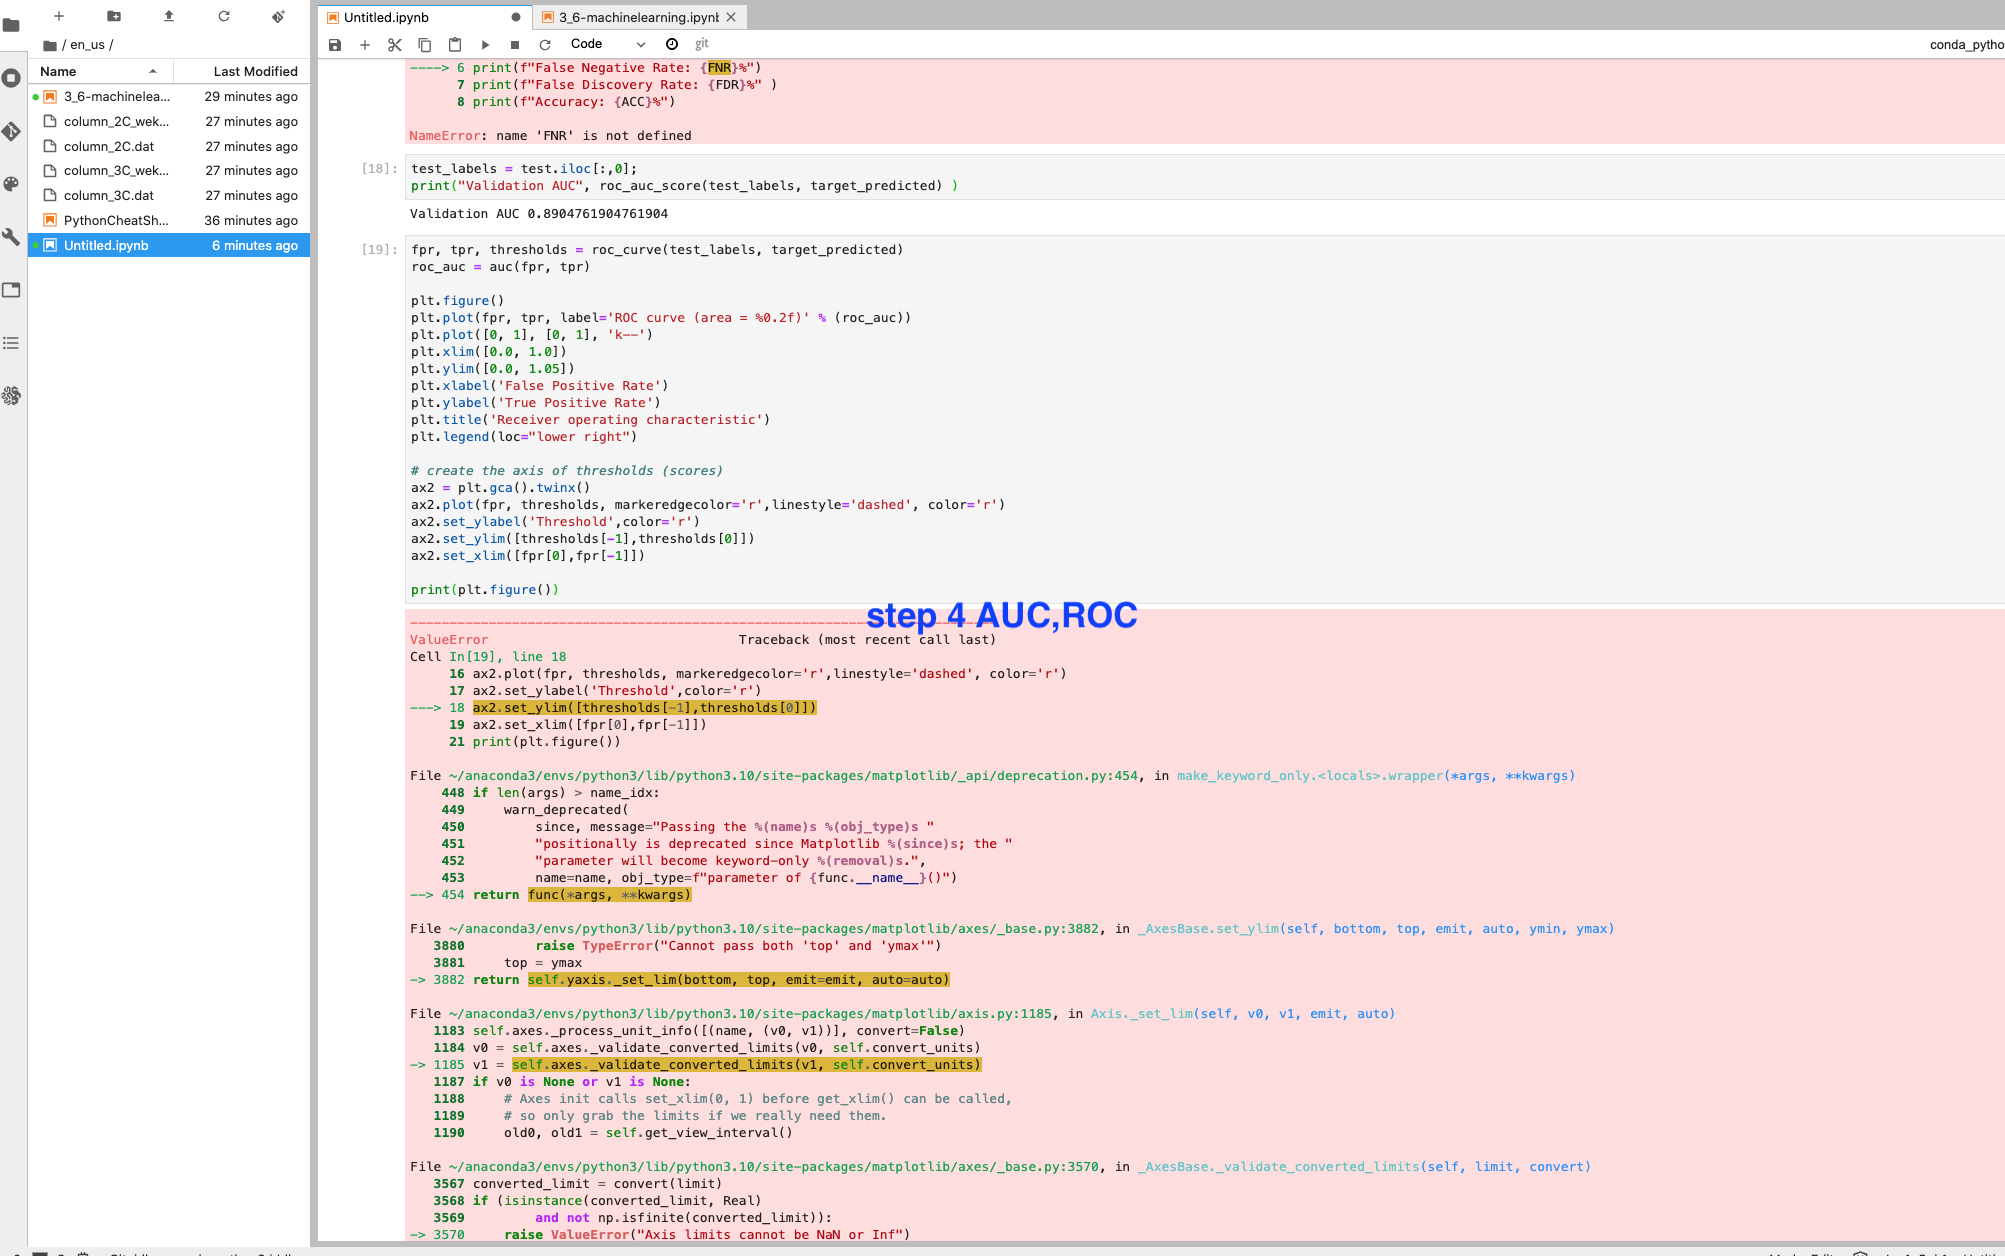 Untitled.ipynb
3_6-machinelearning.ipynb
Code
git
conda_pytho
/ en_us /
Name Last Modified
3_6-machinelea... 29 minutes ago
column_2C_wek... 27 minutes ago
column_2C.dat 27 minutes ago
column_3C_wek... 27 minutes ago
column_3C.dat 27 minutes ago
PythonCheatSh... 36 minutes ago
Untitled.ipynb 6 minutes ago
----> 6 print(f"False Negative Rate: {FNR}%")
7 print(f"False Discovery Rate: {FDR}%" )
8 print(f"Accuracy: {ACC}%")
NameError: name 'FNR' is not defined
[18]: test_labels = test.iloc[:,0];
print("Validation AUC", roc_auc_score(test_labels, target_predicted) )
Validation AUC 0.8904761904761904
[19]: fpr, tpr, thresholds = roc_curve(test_labels, target_predicted)
roc_auc = auc(fpr, tpr)
plt.figure()
plt.plot(fpr, tpr, label='ROC curve (area = %0.2f)' % (roc_auc))
plt.plot([0, 1], [0, 1], 'k--')
plt.xlim([0.0, 1.0])
plt.ylim([0.0, 1.05])
plt.xlabel('False Positive Rate')
plt.ylabel('True Positive Rate')
plt.title('Receiver operating characteristic')
plt.legend(loc="lower right")
# create the axis of thresholds (scores)
ax2 = plt.gca().twinx()
ax2.plot(fpr, thresholds, markeredgecolor='r',linestyle='dashed', color='r')
ax2.set_ylabel('Threshold',color='r')
ax2.set_ylim([thresholds[-1],thresholds[0]])
ax2.set_xlim([fpr[0],fpr[-1]])
print(plt.figure())
step 4 AUC,ROC
ValueError Traceback (most recent call last)
Cell In[19], line 18
16 ax2.plot(fpr, thresholds, markeredgecolor='r',linestyle='dashed', color='r')
17 ax2.set_ylabel('Threshold',color='r')
---> 18 ax2.set_ylim([thresholds[-1],thresholds[0]])
19 ax2.set_xlim([fpr[0],fpr[-1]])
21 print(plt.figure())
File ~/anaconda3/envs/python3/lib/python3.10/site-packages/matplotlib/_api/deprecation.py:454, in make_keyword_only.<locals>.wrapper(*args, **kwargs)
448 if len(args) > name_idx:
449 warn_deprecated(
450 since, message="Passing the %(name)s %(obj_type)s "
451 "positionally is deprecated since Matplotlib %(since)s; the "
452 "parameter will become keyword-only %(removal)s.",
453 name=name, obj_type=f"parameter of {func.__name__}()")
--> 454 return func(*args, **kwargs)
File ~/anaconda3/envs/python3/lib/python3.10/site-packages/matplotlib/axes/_base.py:3882, in _AxesBase.set_ylim(self, bottom, top, emit, auto, ymin, ymax)
3880 raise TypeError("Cannot pass both 'top' and 'ymax'")
3881 top = ymax
-> 3882 return self.yaxis._set_lim(bottom, top, emit=emit, auto=auto)
File ~/anaconda3/envs/python3/lib/python3.10/site-packages/matplotlib/axis.py:1185, in Axis._set_lim(self, v0, v1, emit, auto)
1183 self.axes._process_unit_info([(name, (v0, v1))], convert=False)
1184 v0 = self.axes._validate_converted_limits(v0, self.convert_units)
-> 1185 v1 = self.axes._validate_converted_limits(v1, self.convert_units)
1187 if v0 is None or v1 is None:
1188 # Axes init calls set_xlim(0, 1) before get_xlim() can be called,
1189 # so only grab the limits if we really need them.
1190 old0, old1 = self.get_view_interval()
File ~/anaconda3/envs/python3/lib/python3.10/site-packages/matplotlib/axes/_base.py:3570, in _AxesBase._validate_converted_limits(self, limit, convert)
3567 converted_limit = convert(limit)
3568 if (isinstance(converted_limit, Real)
3569 and not np.isfinite(converted_limit)):
-> 3570 raise ValueError("Axis limits cannot be NaN or Inf")